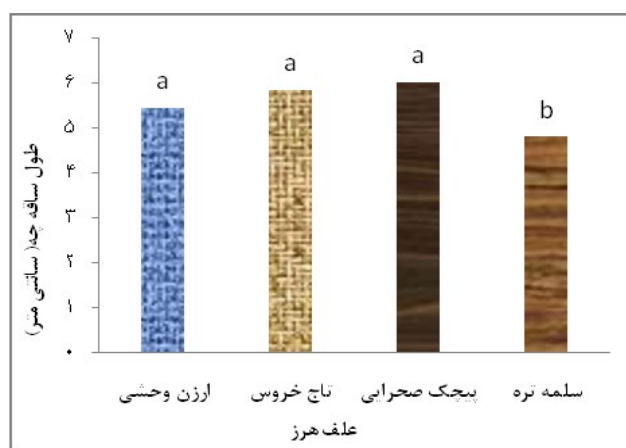 ۷
۶
۵
۴
۳
۲
۱
۰
a
a
a
b
طول ساقه چه( سانتی متر)
ارزن وحشی
تاج خروس
پیچک صحرایی
سلمه تره
علف هرز